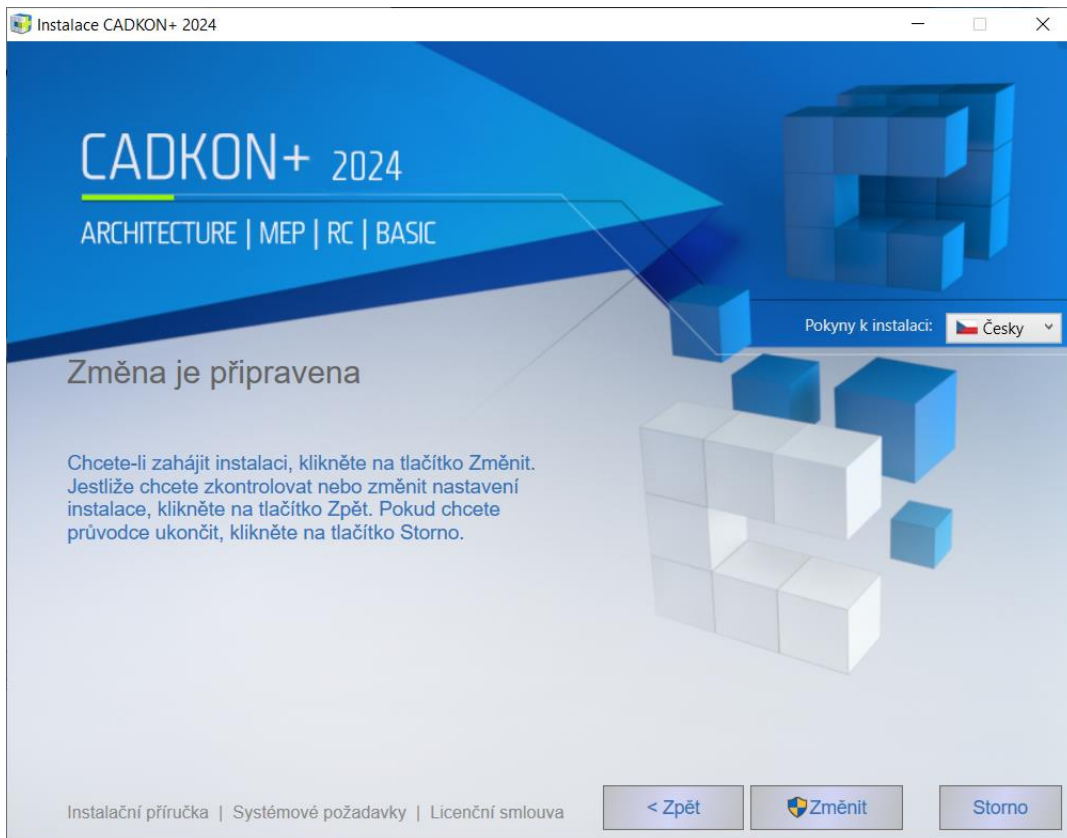 Instalace CADKON+ 2024
CADKON+ 2024
ARCHITECTURE | MEP | RC | BASIC
Pokyny k instalaci:
Česky
Změna je připravena
Chcete-li zahájit instalaci, klikněte na tlačítko Změnit.
Jestliže chcete zkontrolovat nebo změnit nastavení
instalace, klikněte na tlačítko Zpět. Pokud chcete
průvodce ukončit, klikněte na tlačítko Storno.
Instalační příručka | Systémové požadavky | Licenční smlouva
< Zpět
Změnit
Storno